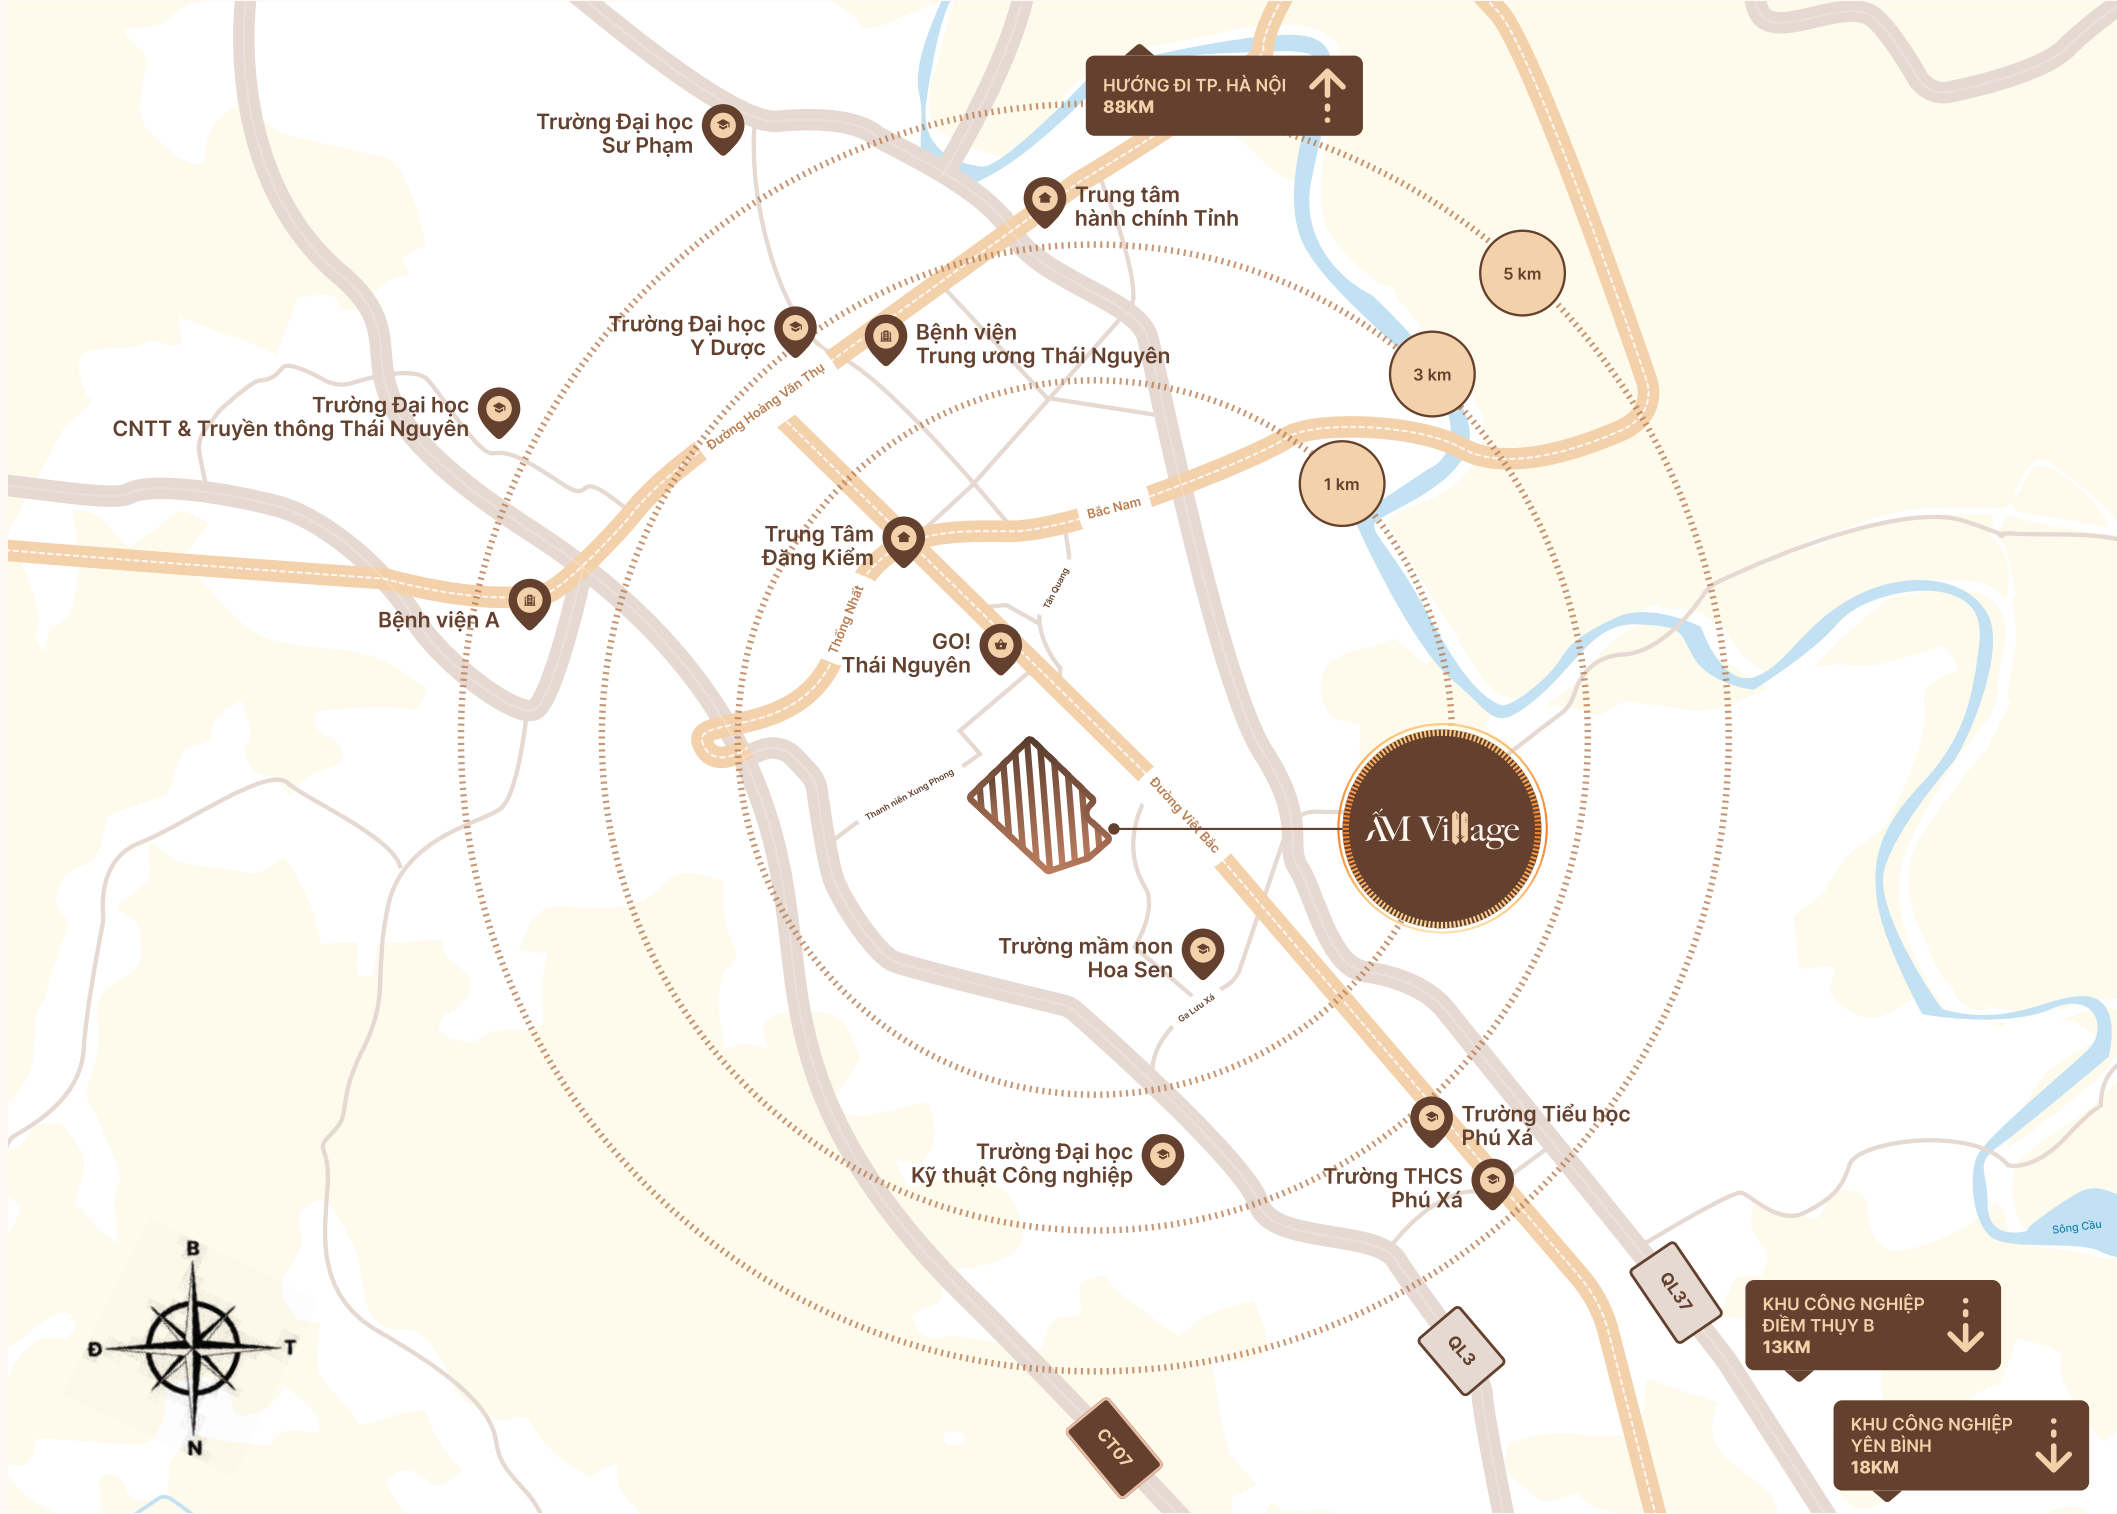 HƯỚNG ĐI TP. HÀ NỘI
88KM
Trường Đại học
Sư Phạm
Trung tâm
hành chính Tỉnh
5 km
Trường Đại học
Y Dược
Bệnh viện
Trung ương Thái Nguyên
3 km
Đường Hoàng Văn Thụ
Trường Đại học
CNTT & Truyền thông Thái Nguyên
1 km
Bắc Nam
Trung Tâm
Đăng Kiểm
Tân Quang
Thống Nhất
Bệnh viện A
GO!
Thái Nguyên
Thanh niên Xung Phong
Đường Việt Bắc
ẤM Village
Trường mầm non
Hoa Sen
Ga Lưu Xá
Trường Tiểu học
Phú Xá
Trường Đại học
Kỹ thuật Công nghiệp
Trường THCS
Phú Xá
Sông Cầu
B
Đ
T
N
QL37
QL3
CT07
KHU CÔNG NGHIỆP
ĐIỀM THỤY B
13KM
KHU CÔNG NGHIỆP
YÊN BÌNH
18KM